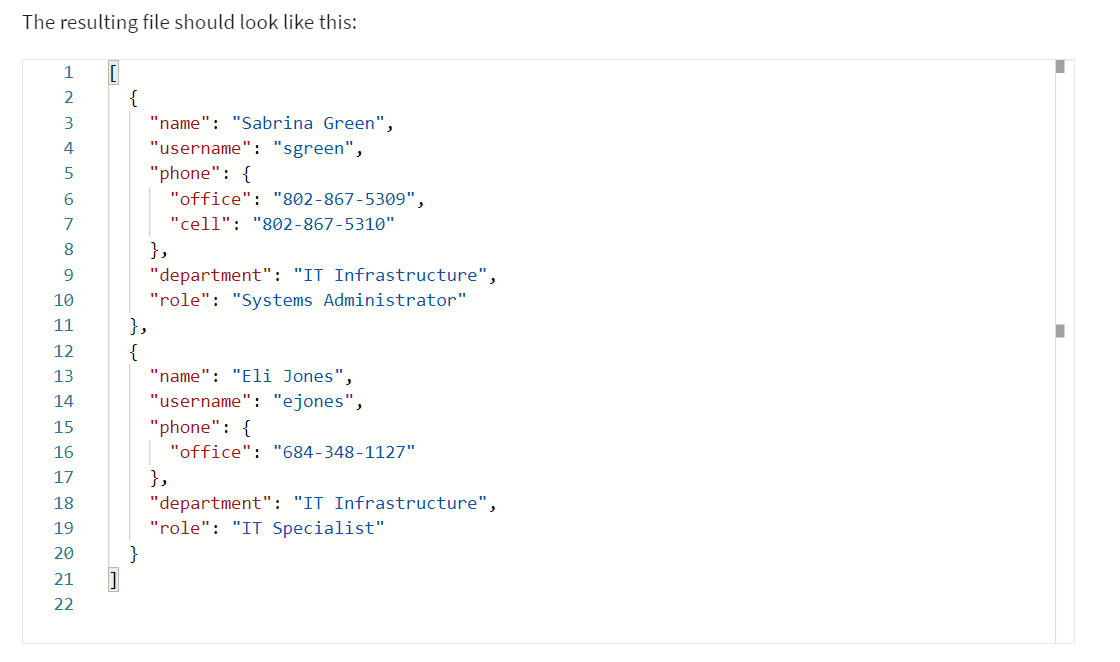 The resulting file should look like this:
1 [
2   {
3     "name": "Sabrina Green",
4     "username": "sgreen",
5     "phone": {
6       "office": "802-867-5309",
7       "cell": "802-867-5310"
8     },
9     "department": "IT Infrastructure",
10     "role": "Systems Administrator"
11   },
12   {
13     "name": "Eli Jones",
14     "username": "ejones",
15     "phone": {
16       "office": "684-348-1127"
17     },
18     "department": "IT Infrastructure",
19     "role": "IT Specialist"
20   }
21 ]
22